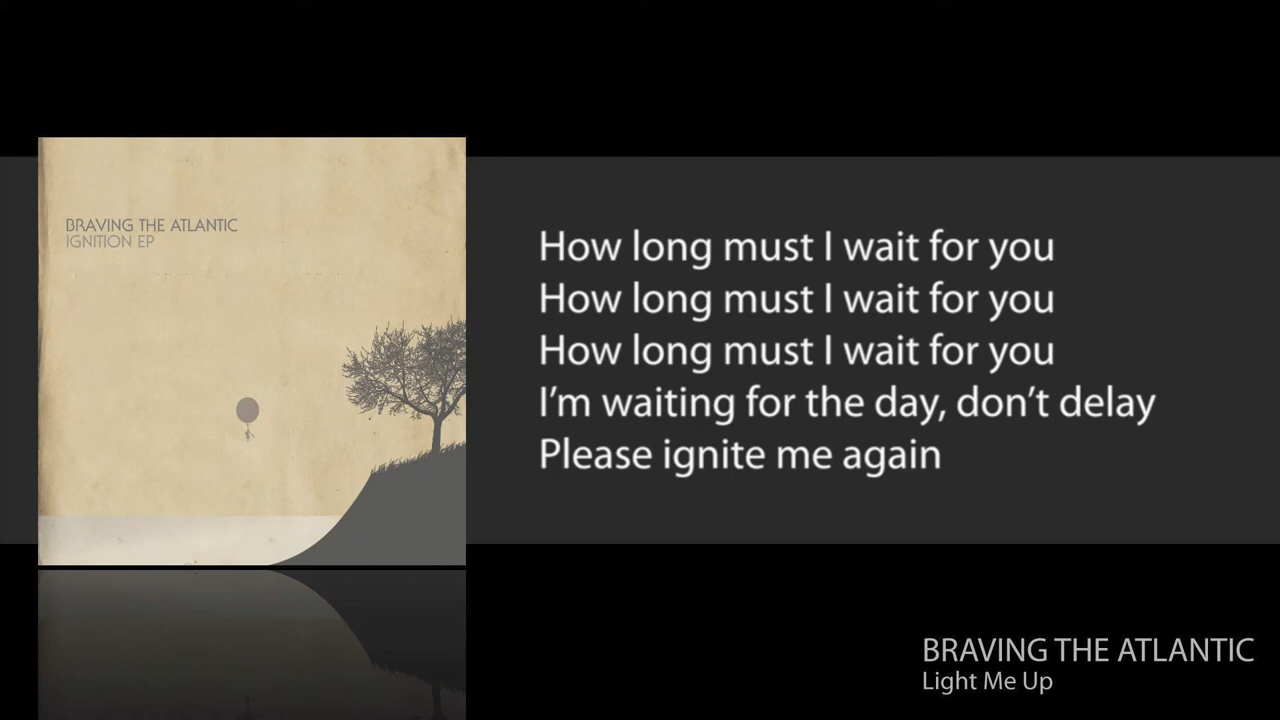 BRAVING THE ATLANTIC
IGNITION EP
How long must I wait for you
How long must I wait for you
How long must I wait for you
I’m waiting for the day, don’t delay
Please ignite me again
BRAVING THE ATLANTIC
Light Me Up